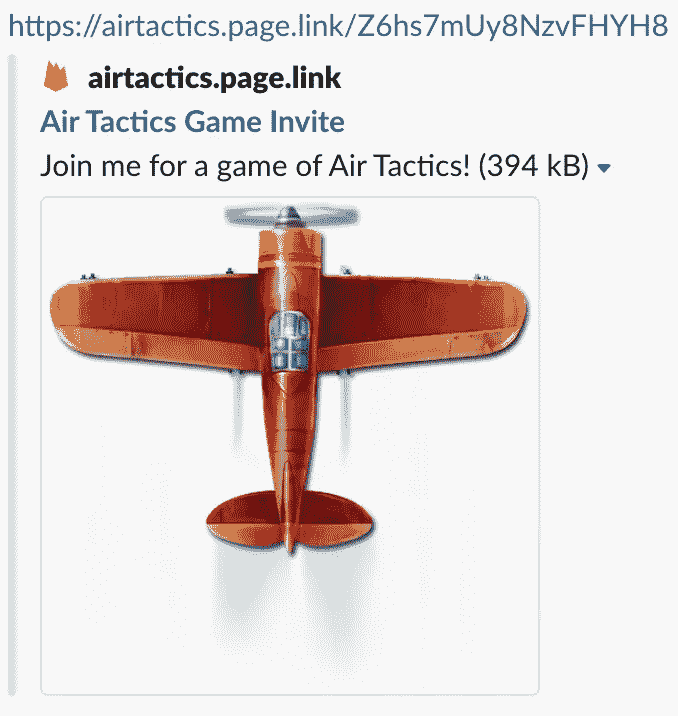 https://airtactics.page.link/Z6hs7mUy8NzvFHYH8
airtactics.page.link
Air Tactics Game Invite
Join me for a game of Air Tactics! (394 kB)